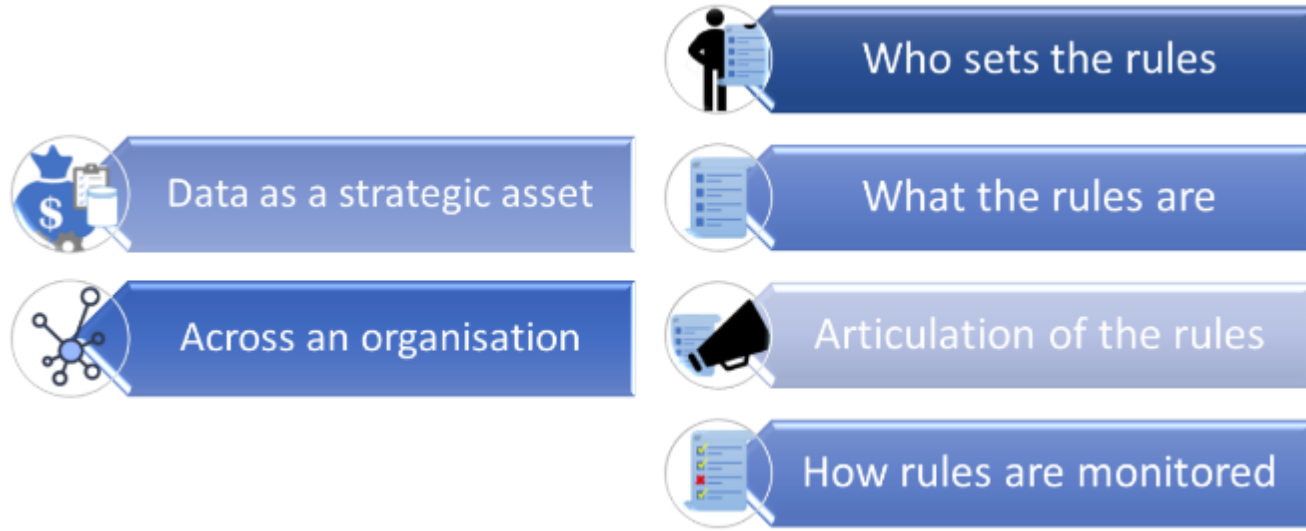 Data as a strategic asset
Across an organisation
Who sets the rules
What the rules are
Articulation of the rules
How rules are monitored
$